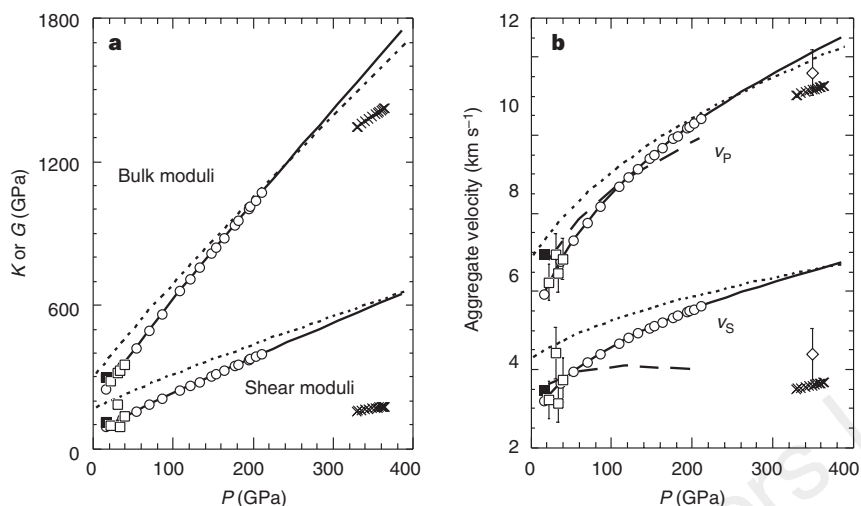 a
b
1800
1200
600
0
K or G (GPa)
Bulk moduli
Shear moduli
0
100
200
300
400
P (GPa)
12
10
8
6
4
2
Aggregate velocity (km s⁻¹)
vP
vS
0
100
200
300
400
P (GPa)